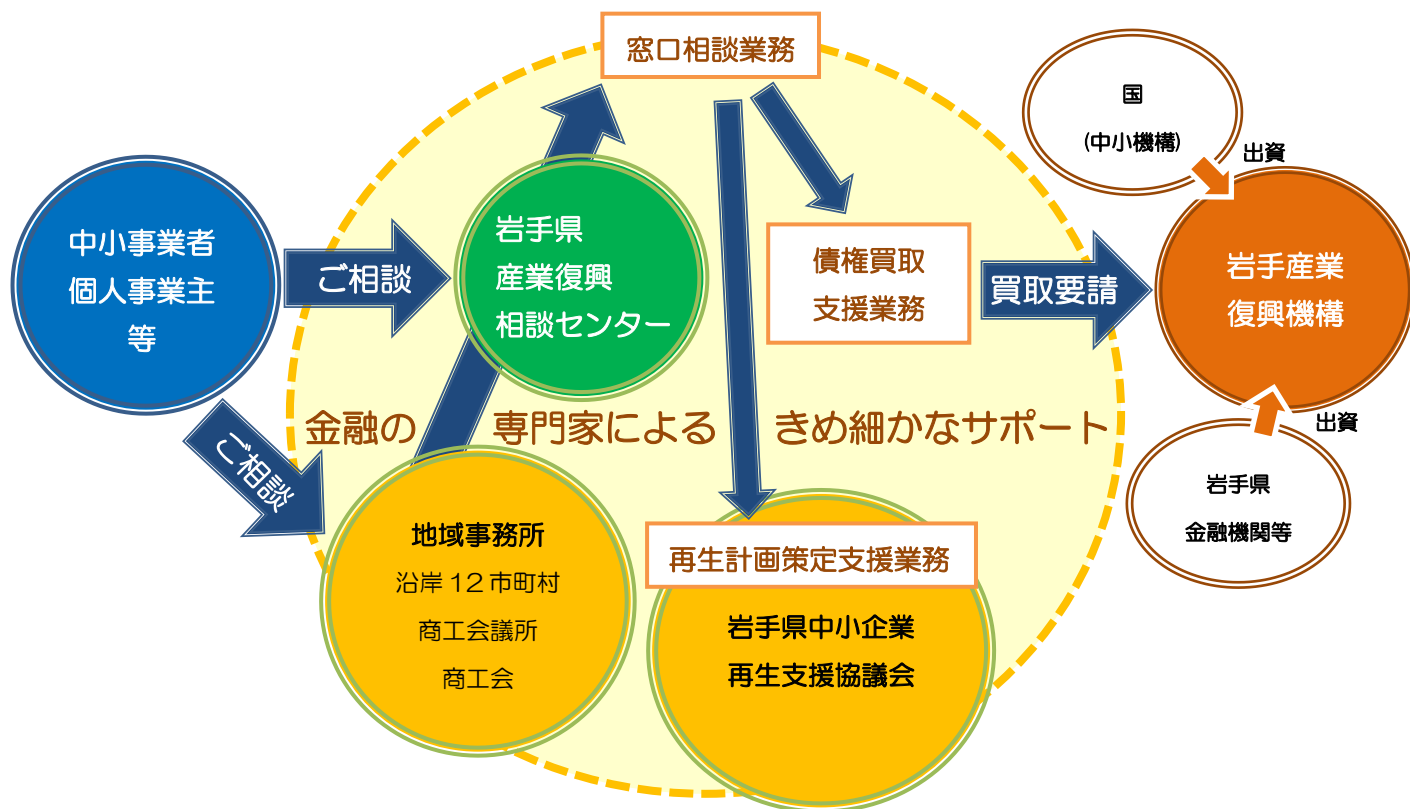 窓口相談業務
国
(中小機構)
出資
中小事業者
個人事業主
等
ご相談
岩手県
産業復興
相談センター
債権買取
支援業務
買取要請
岩手産業
復興機構
金融の 専門家による きめ細かなサポート
出資
ご相談
岩手県
金融機関等
地域事務所
沿岸 12 市町村
商工会議所
商工会
再生計画策定支援業務
岩手県中小企業
再生支援協議会